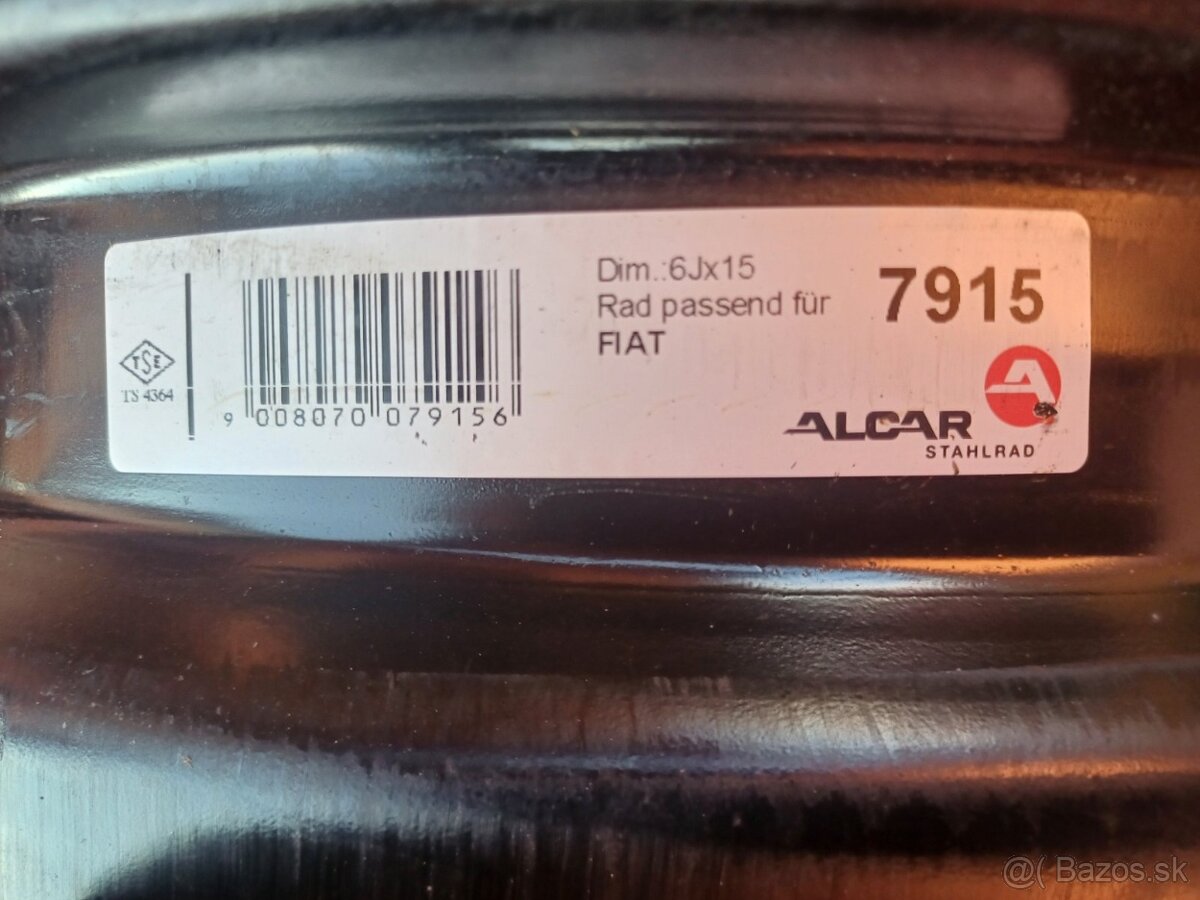 TSE
TS 4364
9 008070 079156
Dim.:6Jx15
Rad passend für
FIAT
7915
A
ALCAR
STAHLRAD
@( Bazos.sk